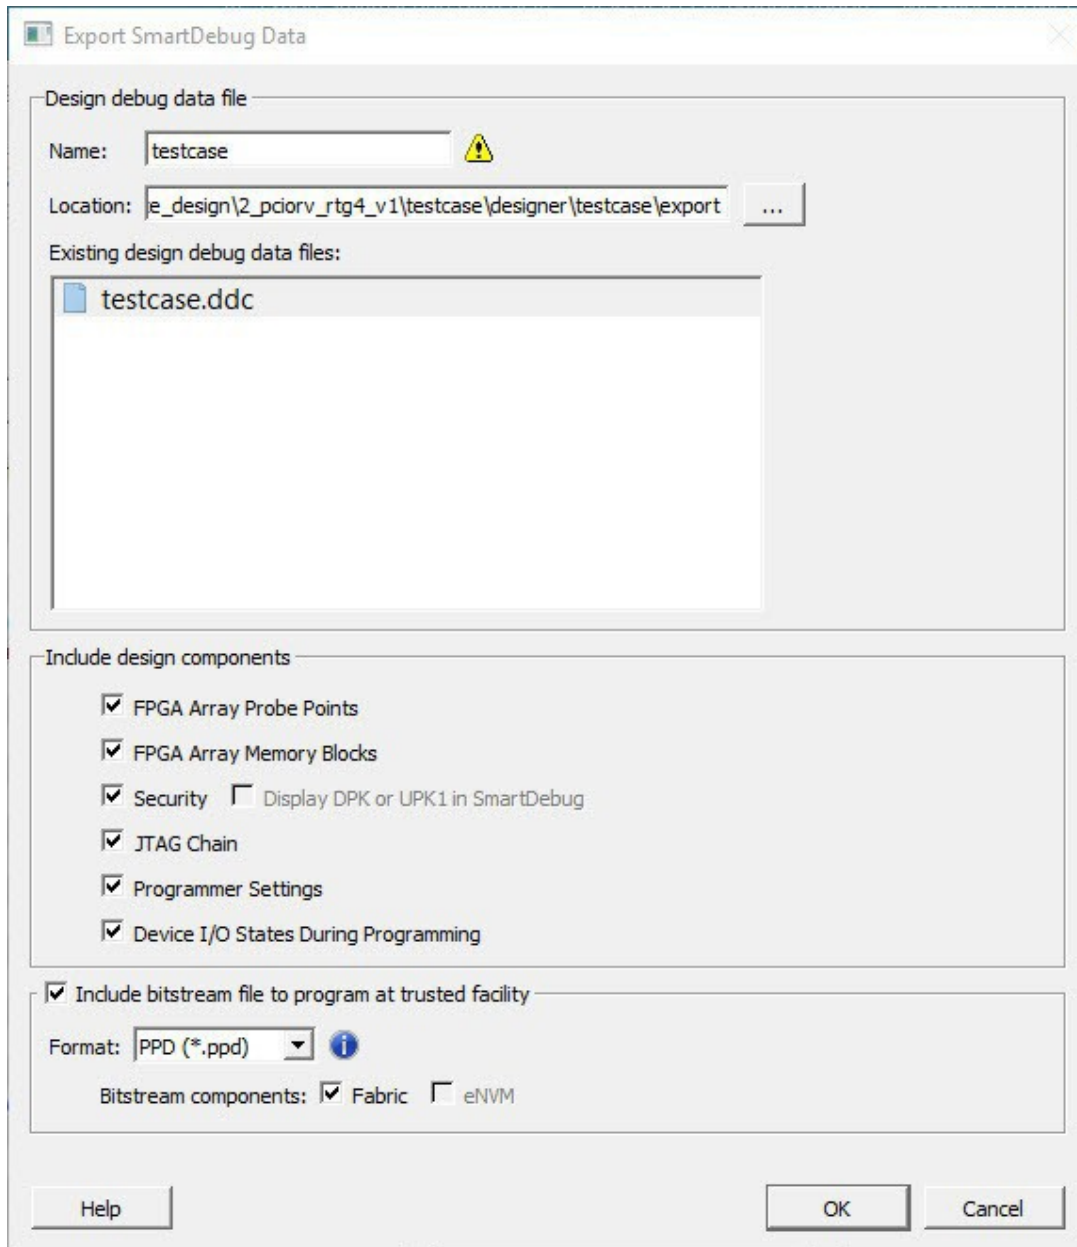 Export SmartDebug Data
Design debug data file
Name: testcase
Location: e_design\2_pciorv_rtg4_v1\testcase\designer\testcase\export ...
Existing design debug data files:
testcase.ddc
Include design components
FPGA Array Probe Points
FPGA Array Memory Blocks
Security Display DPK or UPK1 in SmartDebug
JTAG Chain
Programmer Settings
Device I/O States During Programming
Include bitstream file to program at trusted facility
Format: PPD (*.ppd)
Bitstream components: Fabric eNVM
Help OK Cancel